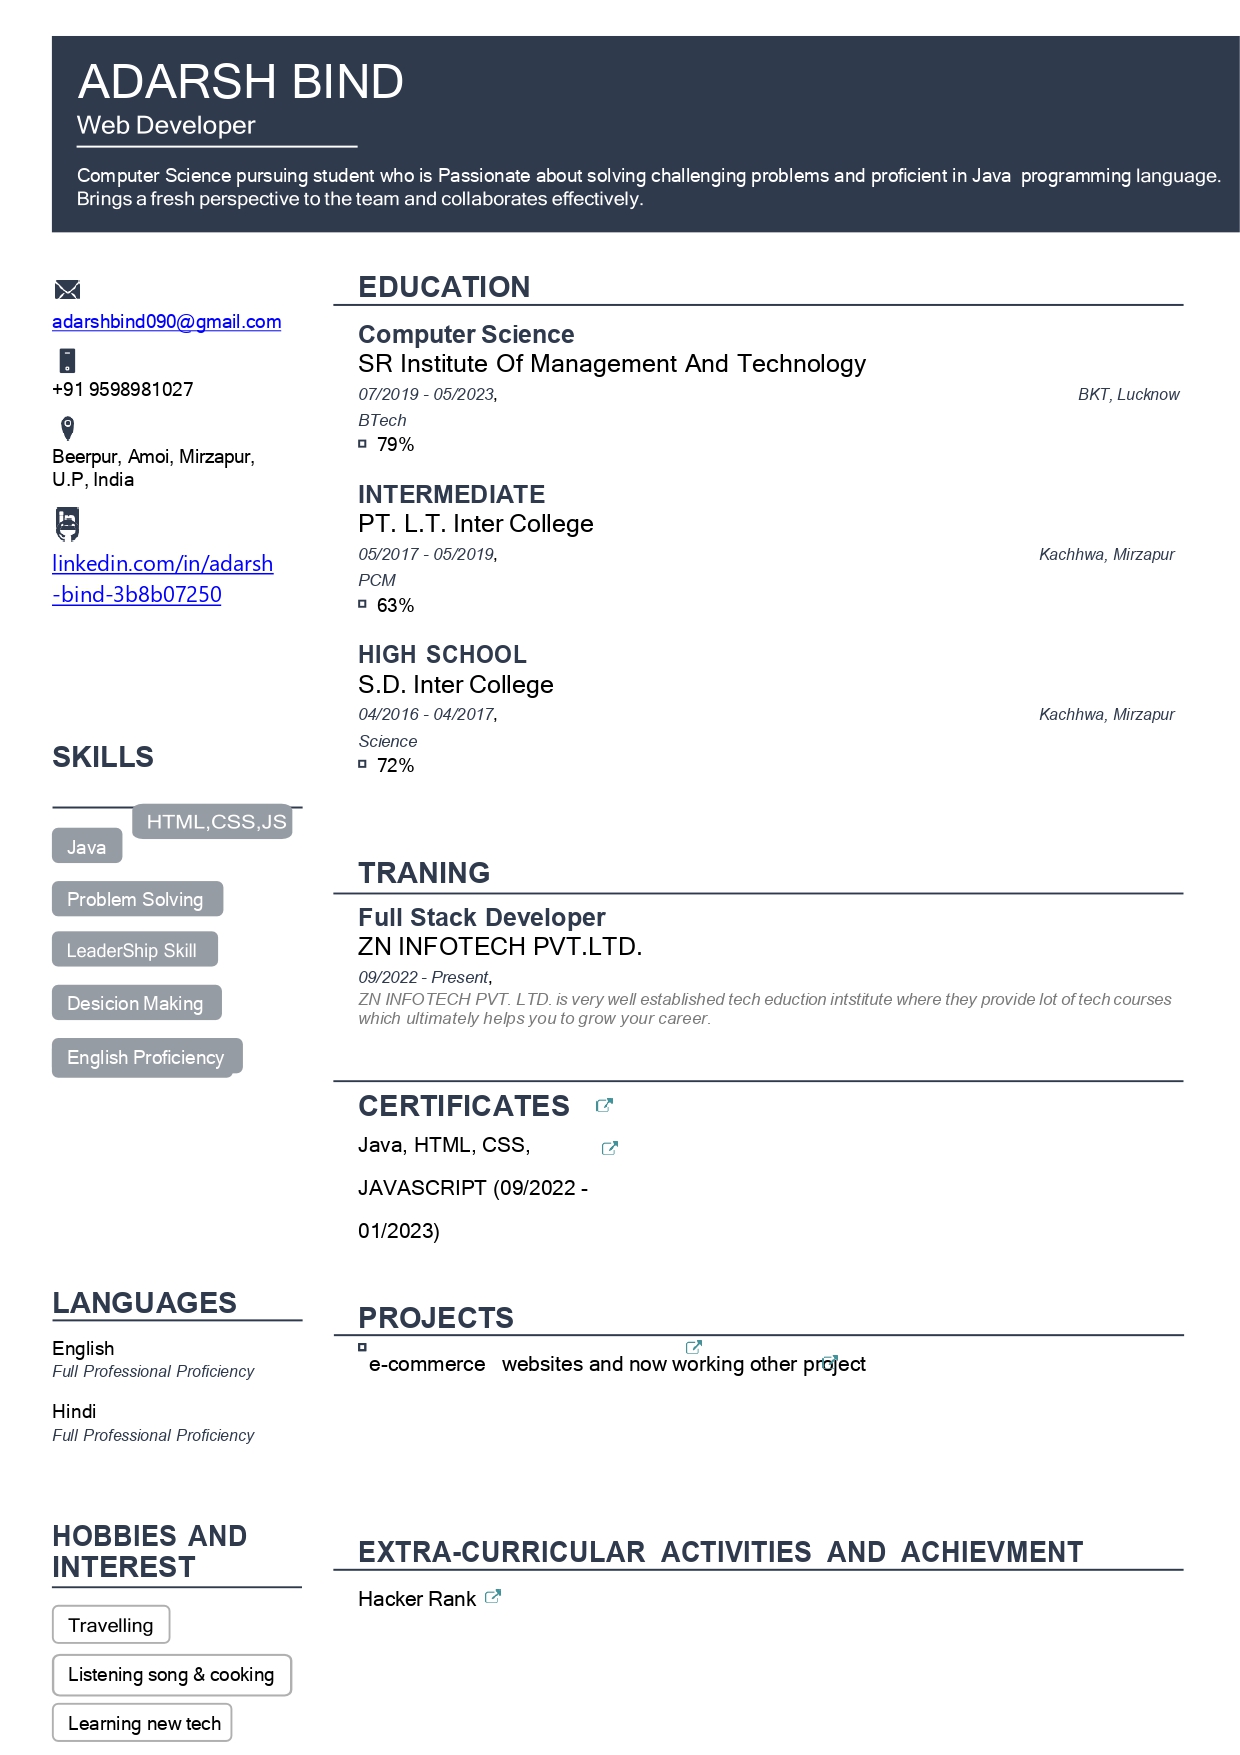 ADARSH BIND
Web Developer
Computer Science pursuing student who is Passionate about solving challenging problems and proficient in Java programming language.
Brings a fresh perspective to the team and collaborates effectively.
adarshbind090@gmail.com
+91 9598981027
Beerpur, Amoi, Mirzapur,
U.P, India
linkedin.com/in/adarsh
-bind-3b8b07250
SKILLS
HTML,CSS,JS
Java
Problem Solving
LeaderShip Skill
Desicion Making
English Proficiency
LANGUAGES
English
Full Professional Proficiency
Hindi
Full Professional Proficiency
HOBBIES AND
INTEREST
Travelling
Listening song & cooking
Learning new tech
EDUCATION
Computer Science
SR Institute Of Management And Technology
07/2019 - 05/2023, BKT, Lucknow
BTech
79%
INTERMEDIATE
PT. L.T. Inter College
05/2017 - 05/2019, Kachhwa, Mirzapur
PCM
63%
HIGH SCHOOL
S.D. Inter College
04/2016 - 04/2017, Kachhwa, Mirzapur
Science
72%
TRANING
Full Stack Developer
ZN INFOTECH PVT.LTD.
09/2022 - Present,
ZN INFOTECH PVT. LTD. is very well established tech eduction intstitute where they provide lot of tech courses
which ultimately helps you to grow your career.
CERTIFICATES
Java, HTML, CSS,
JAVASCRIPT (09/2022 -
01/2023)
PROJECTS
e-commerce websites and now working other project
EXTRA-CURRICULAR ACTIVITIES AND ACHIEVMENT
Hacker Rank